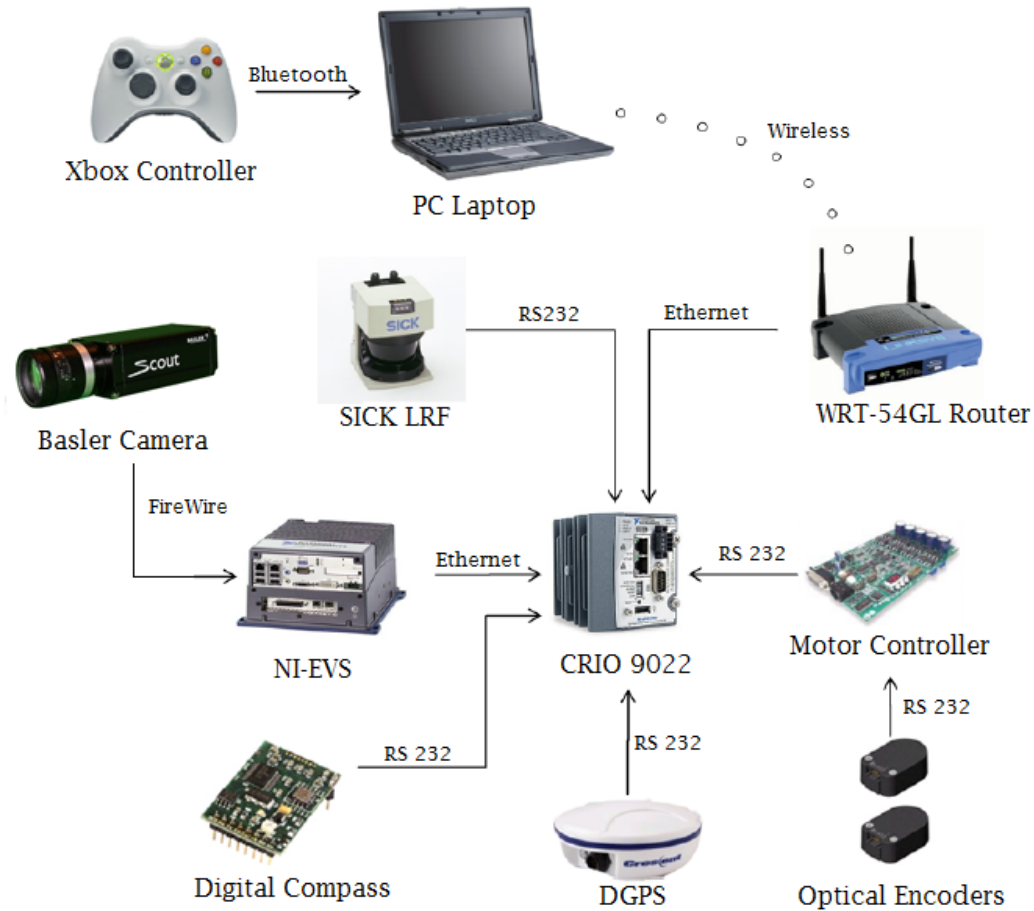 Bluetooth
Xbox Controller
PC Laptop
Wireless
SICK
SICK LRF
RS232
Ethernet
WRT-54GL Router
Scout
Basler Camera
FireWire
NI-EVS
Ethernet
CRIO 9022
RS 232
Motor Controller
RS 232
RS 232
Digital Compass
RS 232
Crescent
DGPS
Optical Encoders